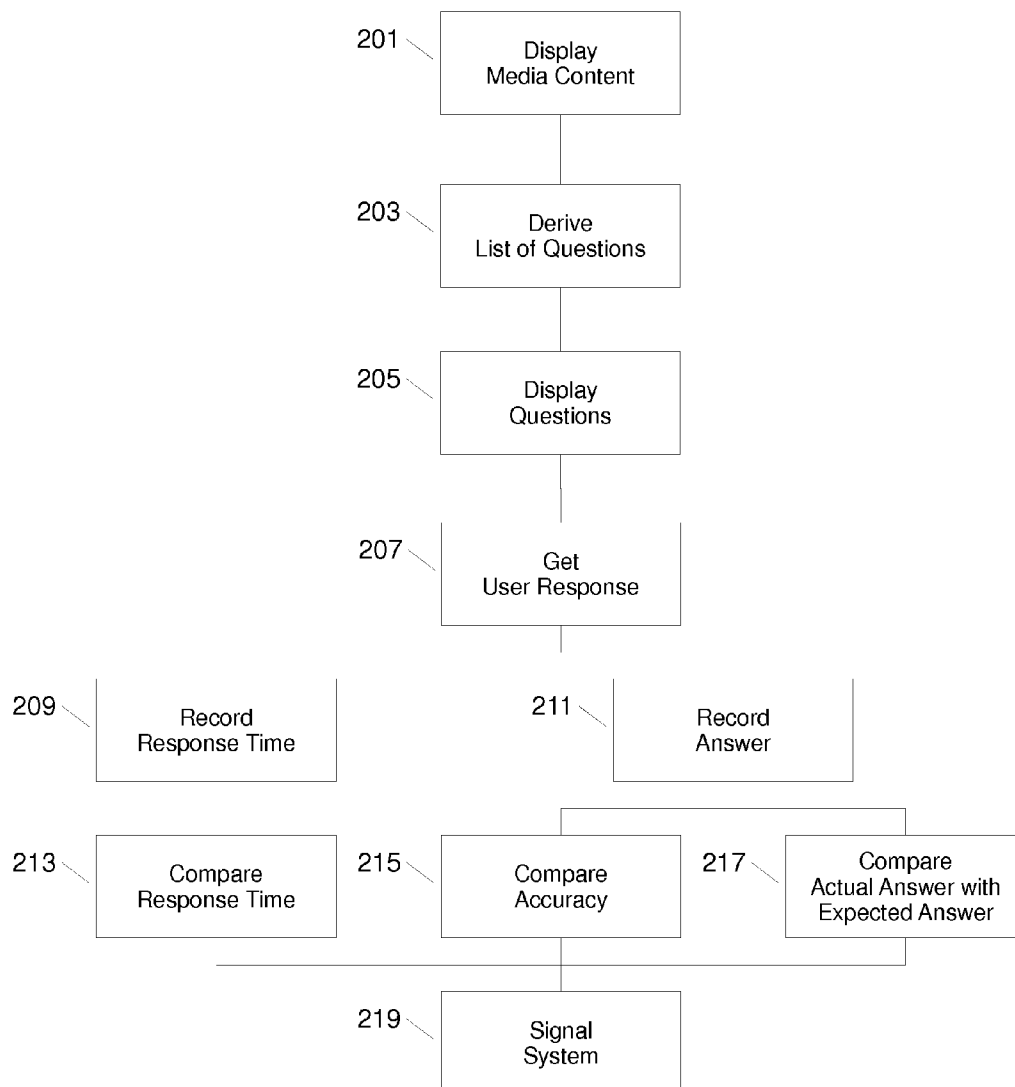 201
Display
Media Content
203
Derive
List of Questions
205
Display
Questions
207
Get
User Response
209
Record
Response Time
211
Record
Answer
213
Compare
Response Time
215
Compare
Accuracy
217
Compare
Actual Answer with
Expected Answer
219
Signal
System